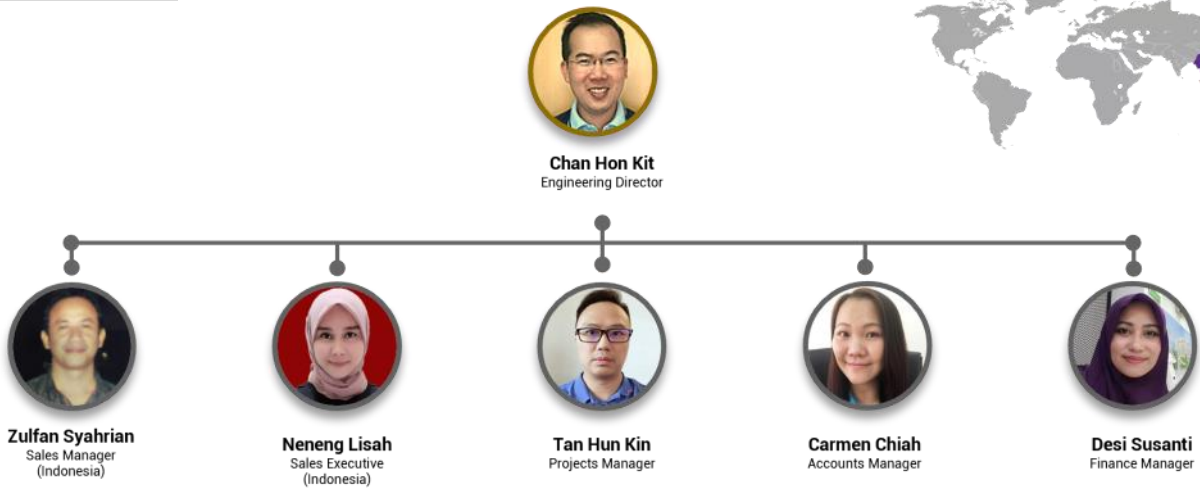 Chan Hon Kit
Engineering Director
Zulfan Syahrian
Sales Manager
(Indonesia)
Neneng Lisah
Sales Executive
(Indonesia)
Tan Hun Kin
Projects Manager
Carmen Chiah
Accounts Manager
Desi Susanti
Finance Manager